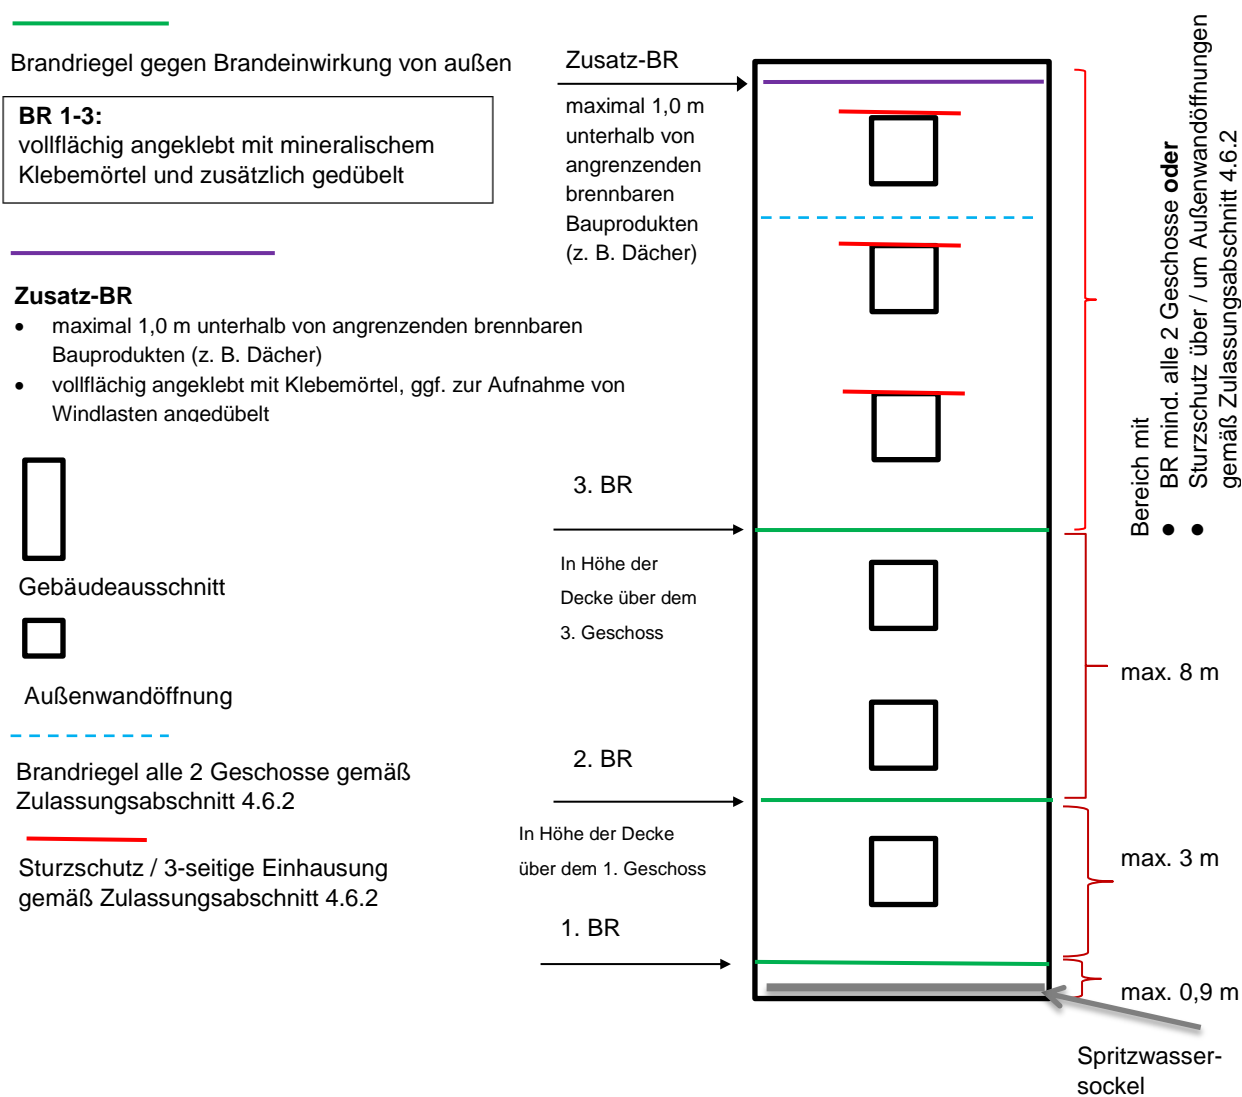 Brandriegel gegen Brandeinwirkung von außen
BR 1-3:
vollflächig angeklebt mit mineralischem
Klebemörtel und zusätzlich gedübelt
Zusatz-BR
• maximal 1,0 m unterhalb von angrenzenden brennbaren
Bauprodukten (z. B. Dächer)
• vollflächig angeklebt mit Klebemörtel, ggf. zur Aufnahme von
Windlasten angedübelt
Gebäudeausschnitt
Außenwandöffnung
Brandriegel alle 2 Geschosse gemäß
Zulassungsabschnitt 4.6.2
Sturzschutz / 3-seitige Einhausung
gemäß Zulassungsabschnitt 4.6.2
Zusatz-BR
maximal 1,0 m
unterhalb von
angrenzenden
brennbaren
Bauprodukten
(z. B. Dächer)
3. BR
In Höhe der
Decke über dem
3. Geschoss
2. BR
In Höhe der Decke
über dem 1. Geschoss
1. BR
Bereich mit
● BR mind. alle 2 Geschosse oder
● Sturzschutz über / um Außenwandöffnungen
gemäß Zulassungsabschnitt 4.6.2
max. 8 m
max. 3 m
max. 0,9 m
Spritzwasser-
sockel